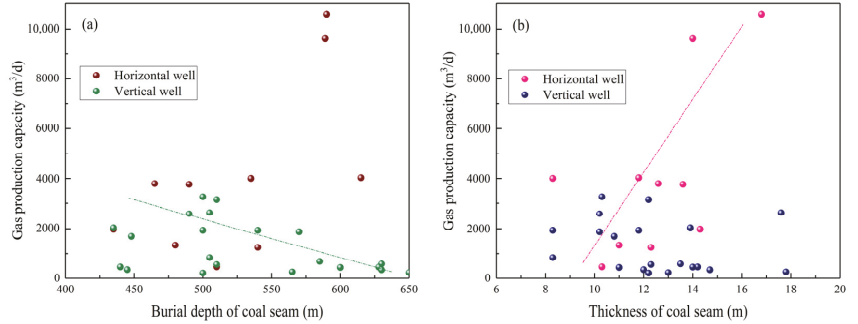 (a)
Horizontal well
Vertical well
Gas production capacity (m³/d)
10,000
8000
6000
4000
2000
0
400
450
500
550
600
650
Burial depth of coal seam (m)
(b)
Horizontal well
Vertical well
Gas production capacity (m³/d)
10,000
8000
6000
4000
2000
0
6
8
10
12
14
16
18
20
Thickness of coal seam (m)